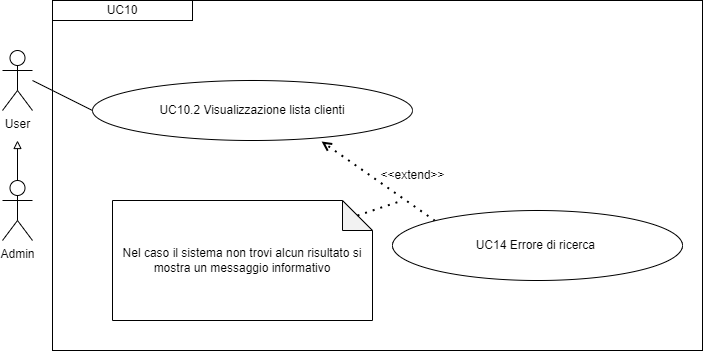 UC10
UC10.2 Visualizzazione lista clienti
User
<<extend>>
Admin
Nel caso il sistema non trovi alcun risultato si
mostra un messaggio informativo
UC14 Errore di ricerca